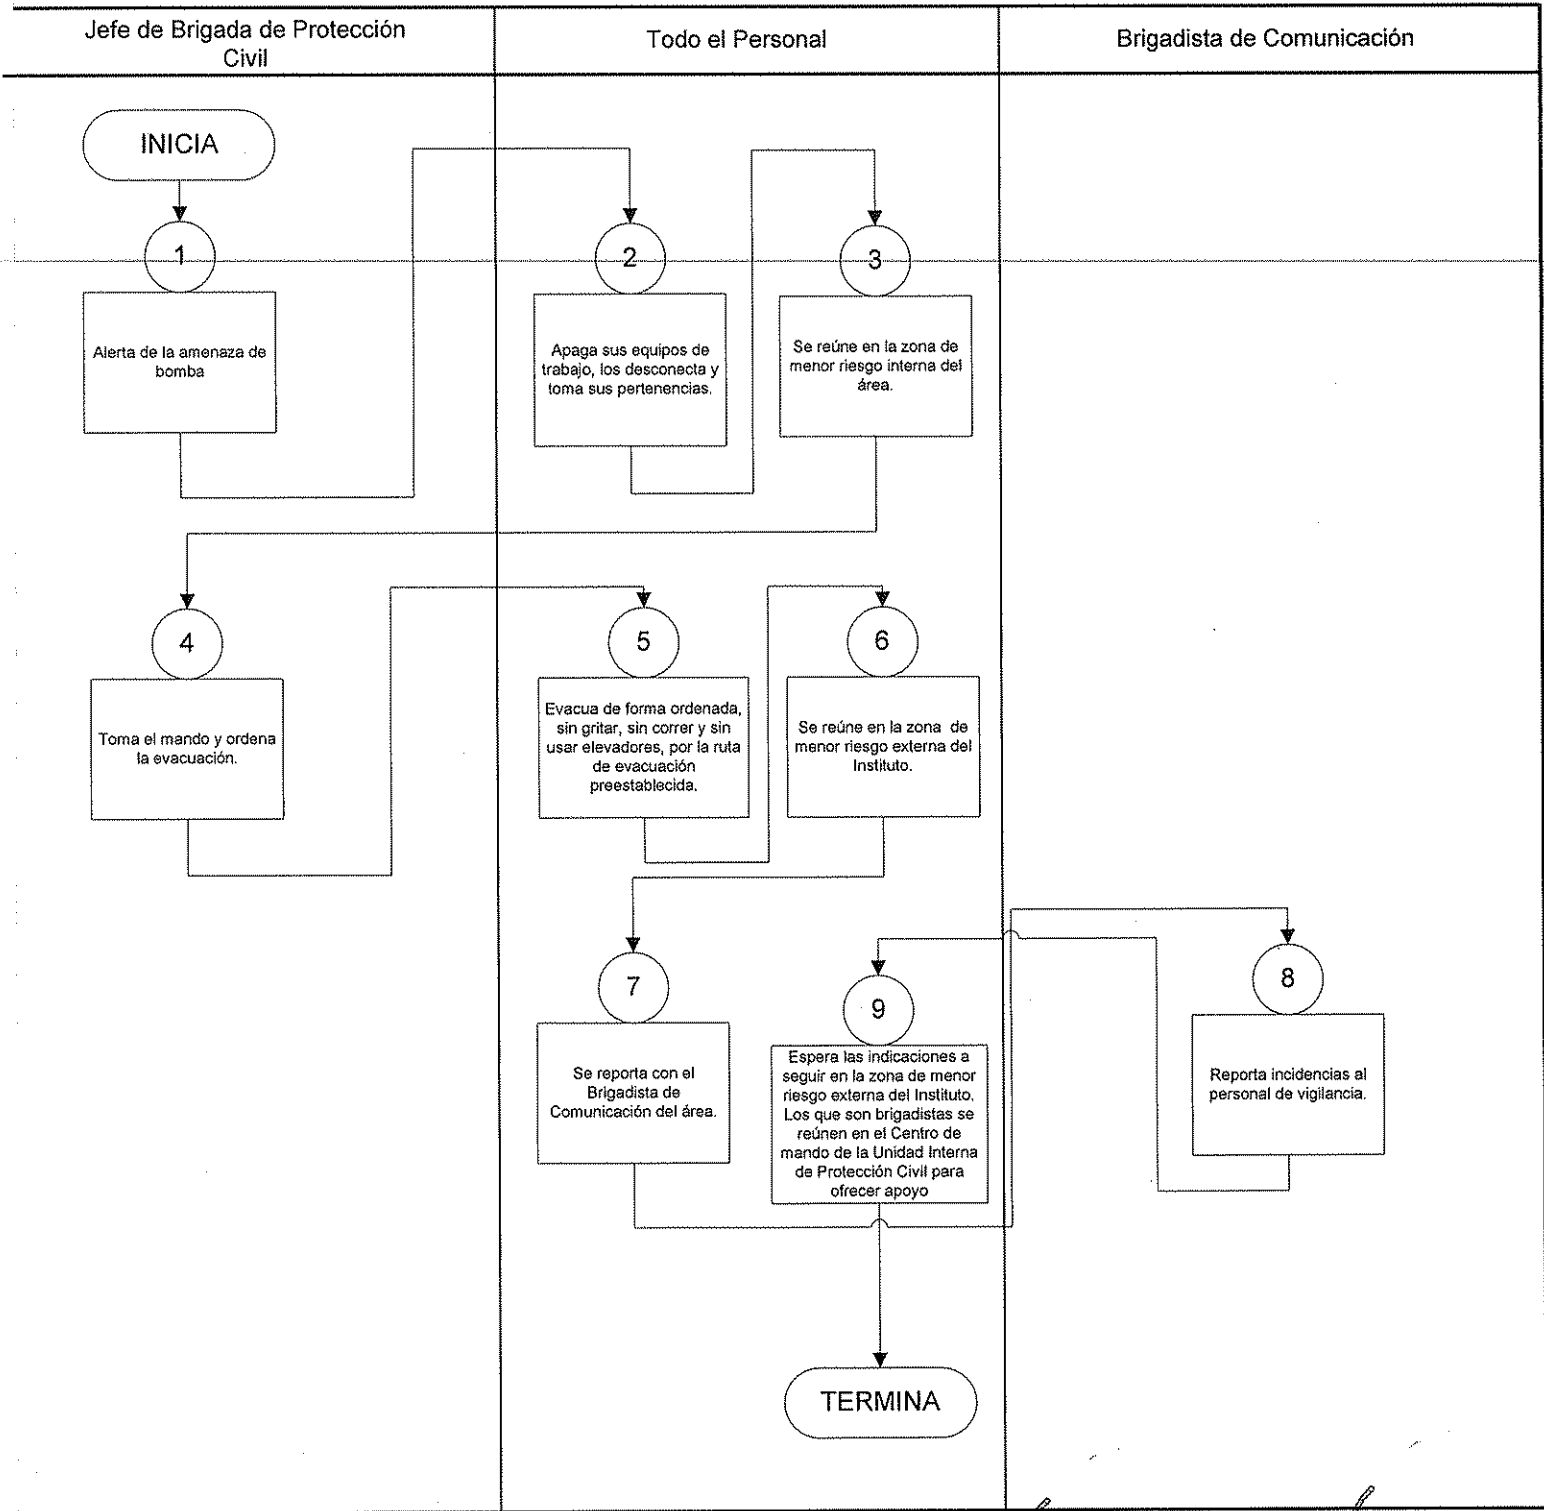 Jefe de Brigada de Protección
Civil
Todo el Personal
Brigadista de Comunicación
INICIA
1
Alerta de la amenaza de
bomba
2
Apaga sus equipos de
trabajo, los desconecta y
toma sus pertenencias.
3
Se reúne en la zona de
menor riesgo interna del
área.
4
Toma el mando y ordena
la evacuación.
5
Evacua de forma ordenada,
sin gritar, sin correr y sin
usar elevadores, por la ruta
de evacuación
preestablecida.
6
Se reúne en la zona de
menor riesgo externa del
Instituto.
7
Se reporta con el
Brigadista de
Comunicación del área.
8
Reporta incidencias al
personal de vigilancia.
9
Espera las indicaciones a
seguir en la zona de menor
riesgo externa del Instituto.
Los que son brigadistas se
reúnen en el Centro de
mando de la Unidad Interna
de Protección Civil para
ofrecer apoyo
TERMINA